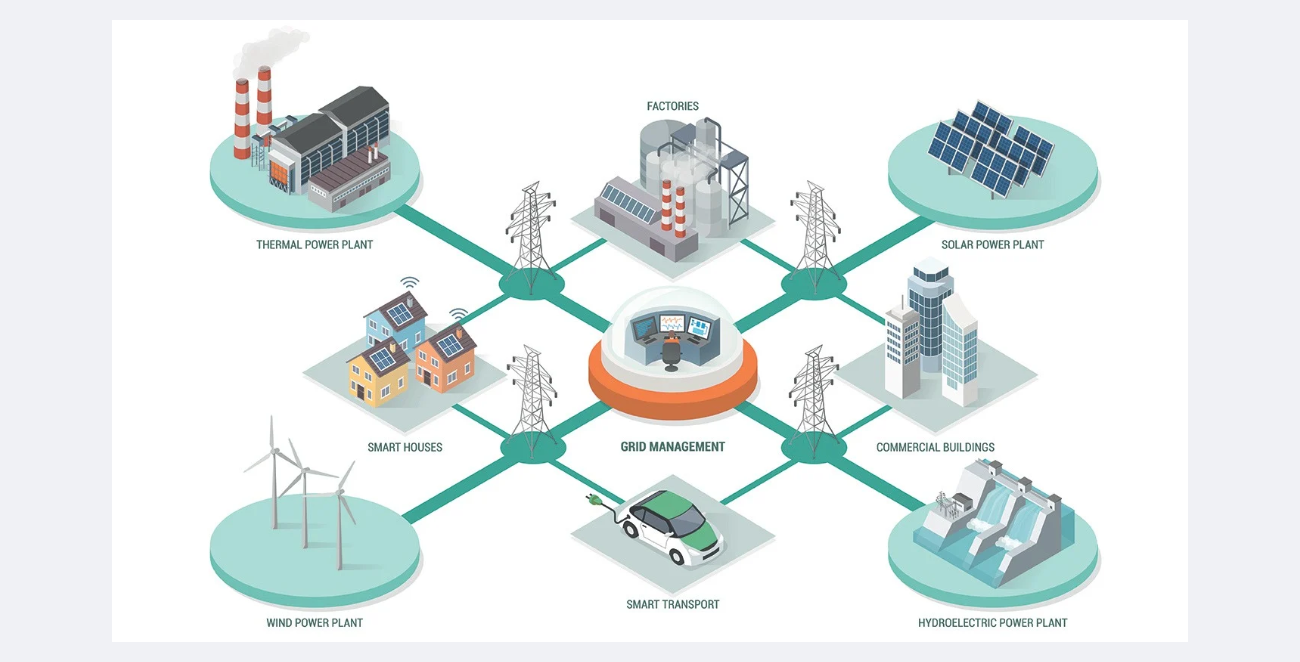 FACTORIES
THERMAL POWER PLANT
SOLAR POWER PLANT
SMART HOUSES
GRID MANAGEMENT
COMMERCIAL BUILDINGS
SMART TRANSPORT
WIND POWER PLANT
HYDROELECTRIC POWER PLANT